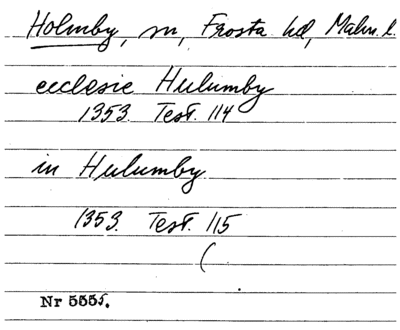 Holmby, sn, Frosta hd, Malm. l.
ecclesie Hulumby
1353. Test. 114
in Hulumby
1353. Test. 115
(
Nr 5555.